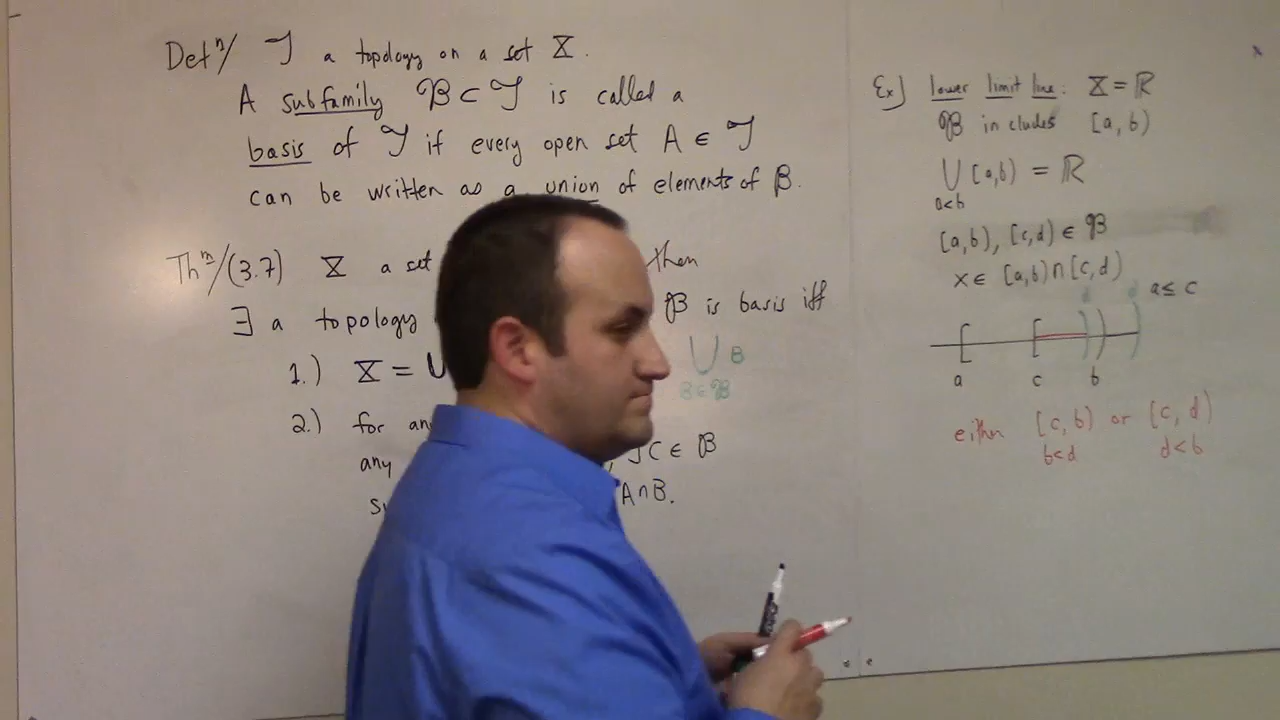 Defⁿ/ 𝒯 a topology on a set X.
A subfamily ℬ ⊂ 𝒯 is called a
basis of 𝒯 if every open set A ∈ 𝒯
can be written as a union of elements of β.
Thᵐ/(3.7) X a set then
∃ a topology ℬ is basis iff
1.) X = U
⋃ B
B∈ℬ
2.) for
any , ∃C ∈ β
A∩B.
Ex) lower limit line: X = ℝ
ℬ includes [a, b)
⋃ [a,b) = ℝ
a<b
[a,b), [c,d) ∈ ℬ
x ∈ [a,b) ∩ [c,d)
a ≤ c
d d
a c b
either [c, b) or [c, d)
b<d d<b